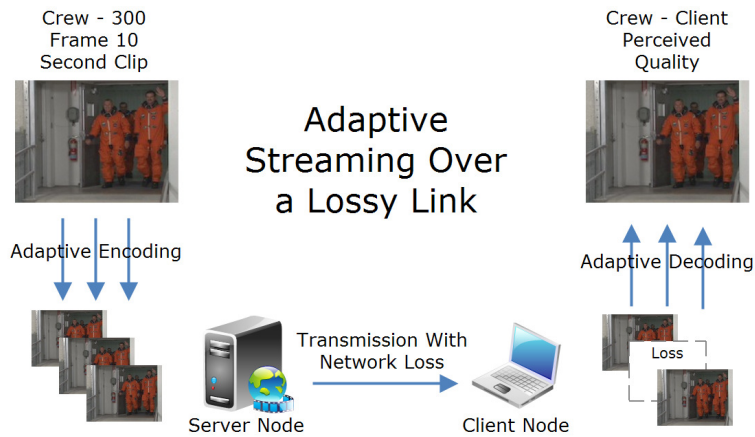 Crew - 300
Frame 10
Second Clip
Adaptive
Streaming Over
a Lossy Link
Crew - Client
Perceived
Quality
Adaptive Encoding
Adaptive Decoding
Transmission With
Network Loss
Loss
Server Node
Client Node